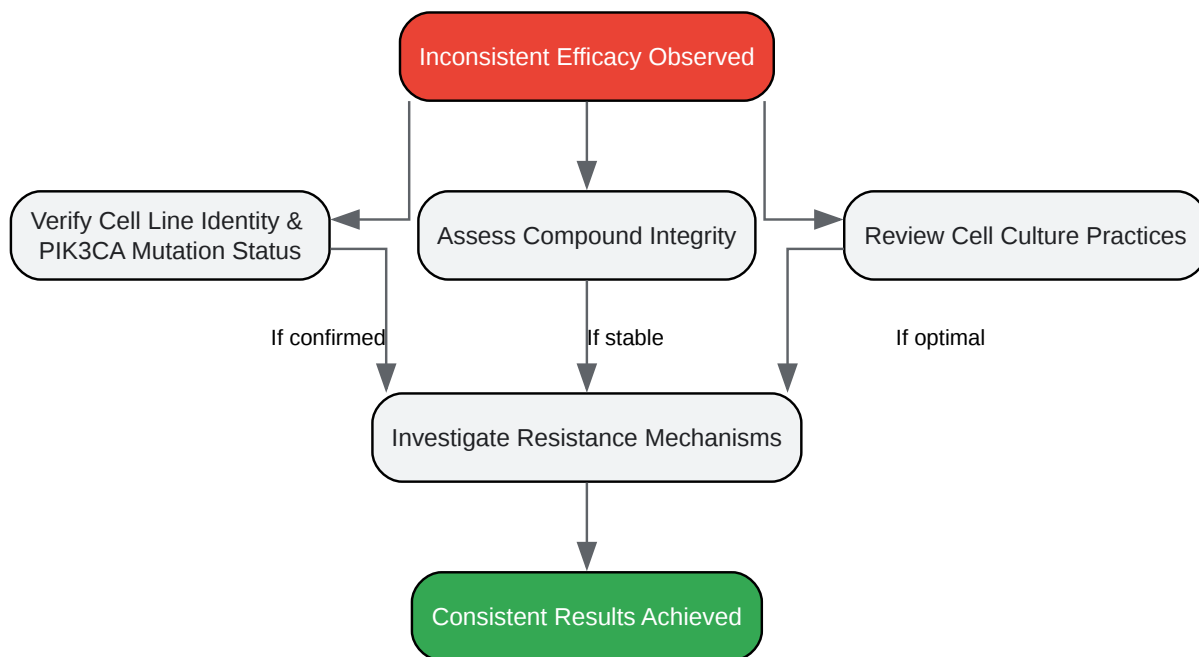 Inconsistent Efficacy Observed
Verify Cell Line Identity &
PIK3CA Mutation Status
Assess Compound Integrity
Review Cell Culture Practices
If confirmed
If stable
If optimal
Investigate Resistance Mechanisms
Consistent Results Achieved